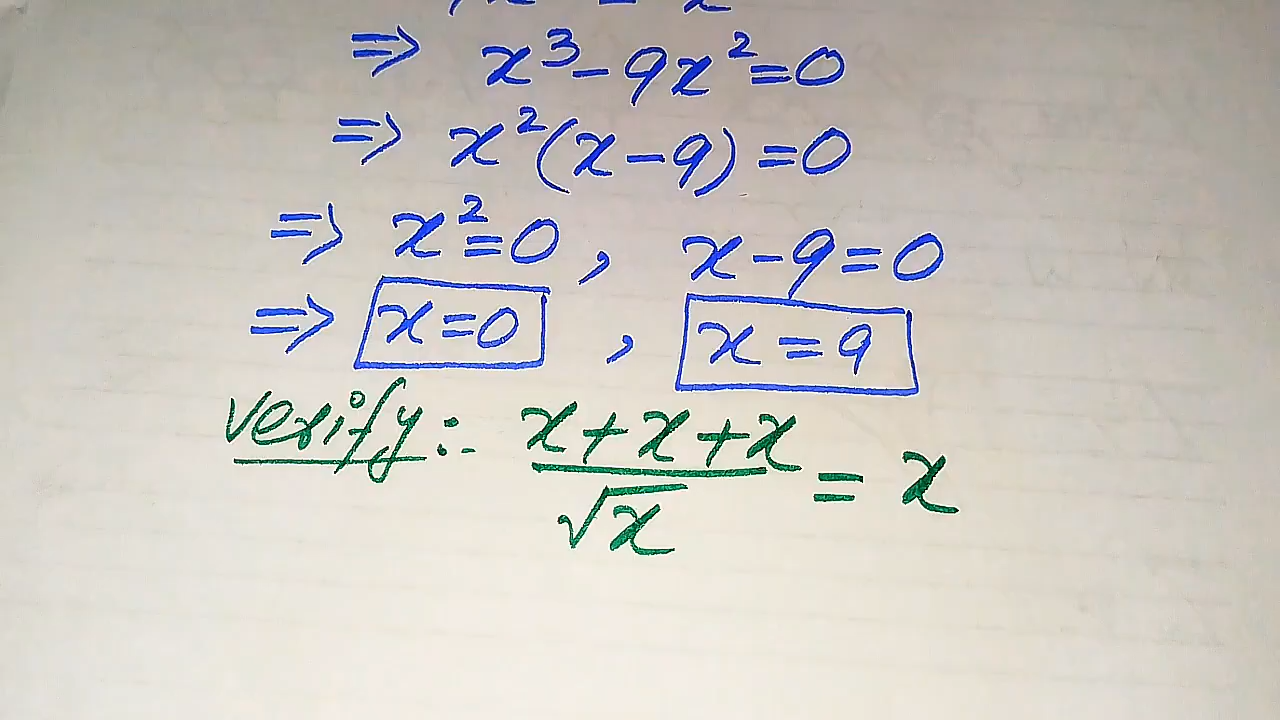 ⇒ x³-9x²=0
⇒ x²(x-9)=0
⇒ x²=0, x-9=0
⇒ x=0, x=9
verify:- x+x+x/√x = x